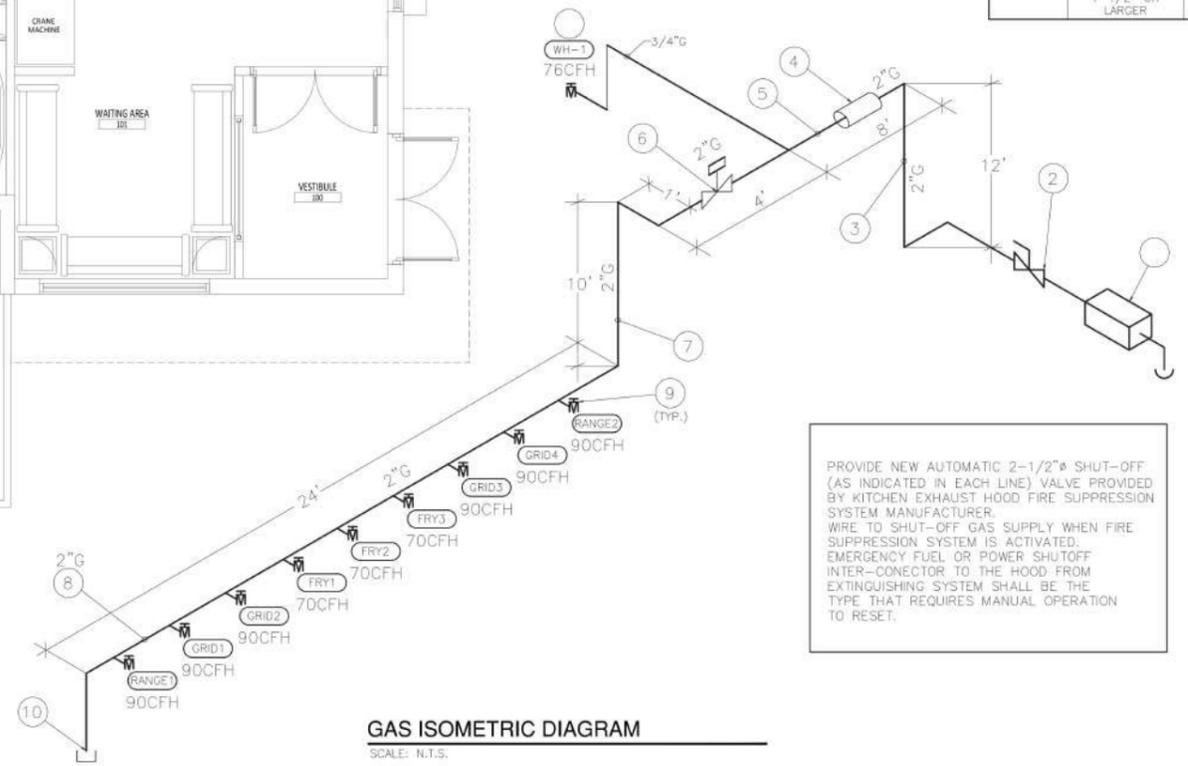 CRANE
MACHINE
WAITING AREA
101
VESTIBULE
100
LARGER
WH-1
76CFH
3/4"G
4
2"G
5
8'
6
2"G
1'
4'
3
2"G
12'
2
10'
2"G
7
9
(TYP.)
RANGE2
90CFH
GRID4
90CFH
GRID3
90CFH
24'
2"G
FRY3
70CFH
FRY2
70CFH
FRY1
70CFH
2"G
8
GRID2
90CFH
GRID1
90CFH
RANGE1
90CFH
10
PROVIDE NEW AUTOMATIC 2-1/2"ø SHUT-OFF
(AS INDICATED IN EACH LINE) VALVE PROVIDED
BY KITCHEN EXHAUST HOOD FIRE SUPPRESSION
SYSTEM MANUFACTURER.
WIRE TO SHUT-OFF GAS SUPPLY WHEN FIRE
SUPPRESSION SYSTEM IS ACTIVATED.
EMERGENCY FUEL OR POWER SHUTOFF
INTER-CONECTOR TO THE HOOD FROM
EXTINGUISHING SYSTEM SHALL BE THE
TYPE THAT REQUIRES MANUAL OPERATION
TO RESET.
GAS ISOMETRIC DIAGRAM
SCALE: N.T.S.